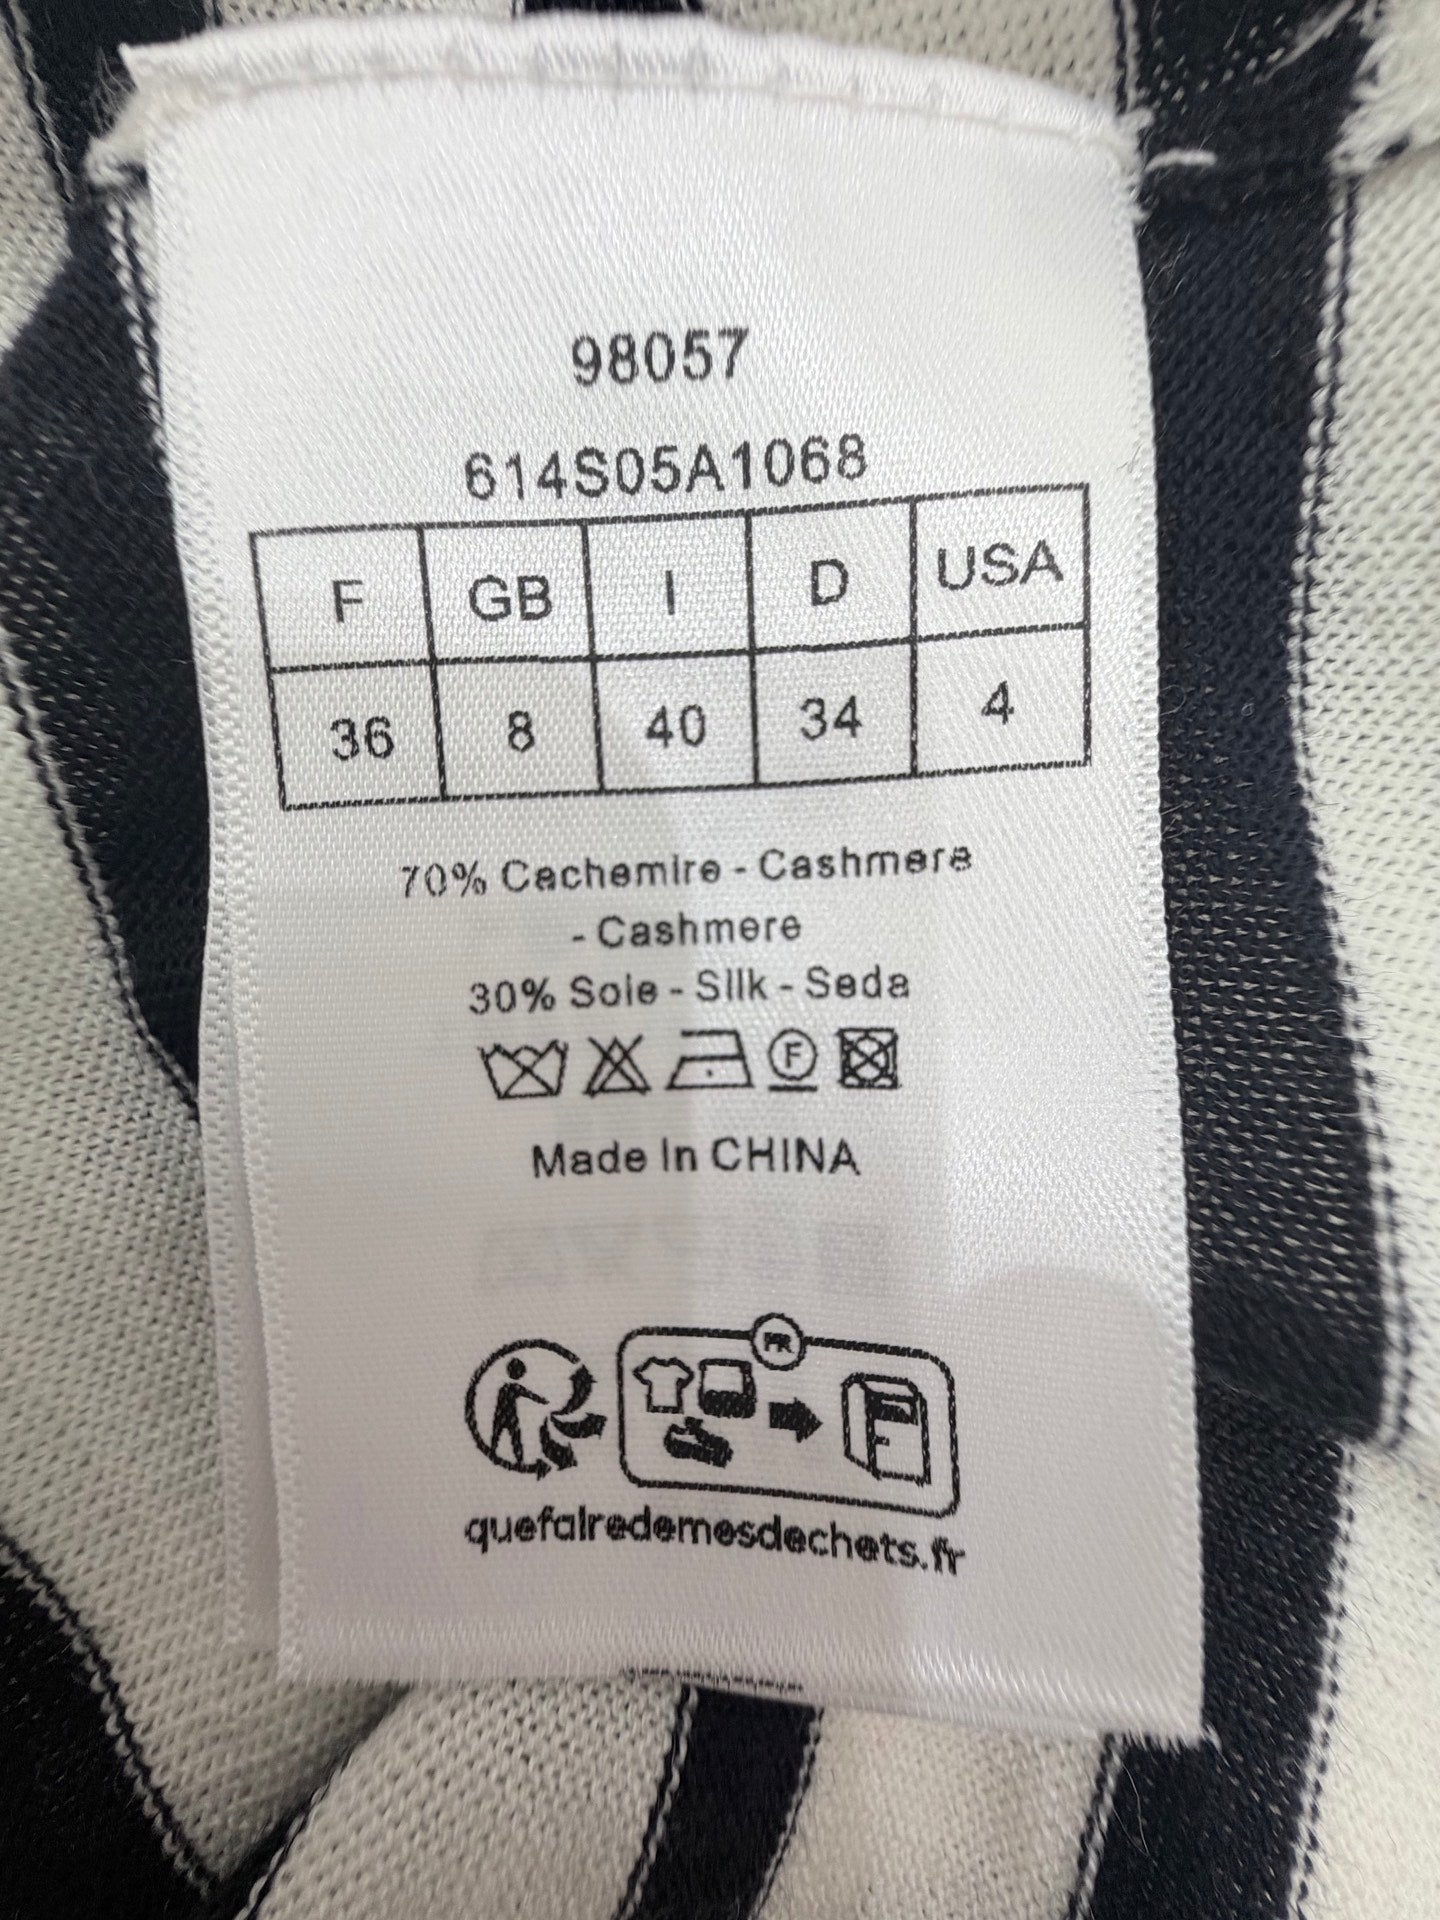 98057
614S05A1068
F GB I D USA
36 8 40 34 4
70% Cachemire - Cashmere
- Cashmere
30% Soie - Silk - Seda
F
Made In CHINA
FR
quefairedemesdechets.fr